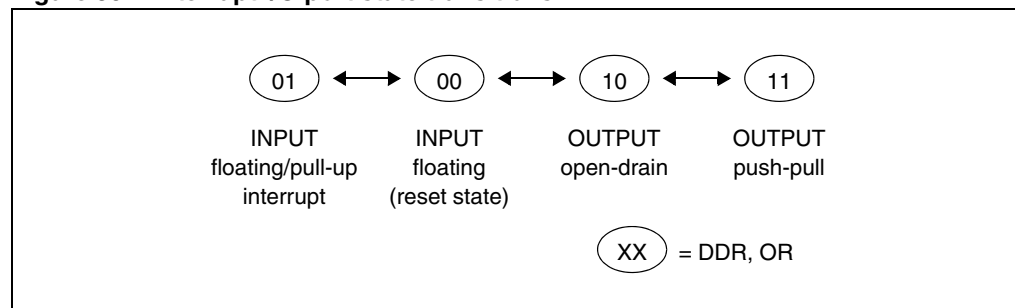 01 00 10 11
INPUT INPUT OUTPUT OUTPUT
floating/pull-up floating open-drain push-pull
interrupt (reset state)
XX = DDR, OR